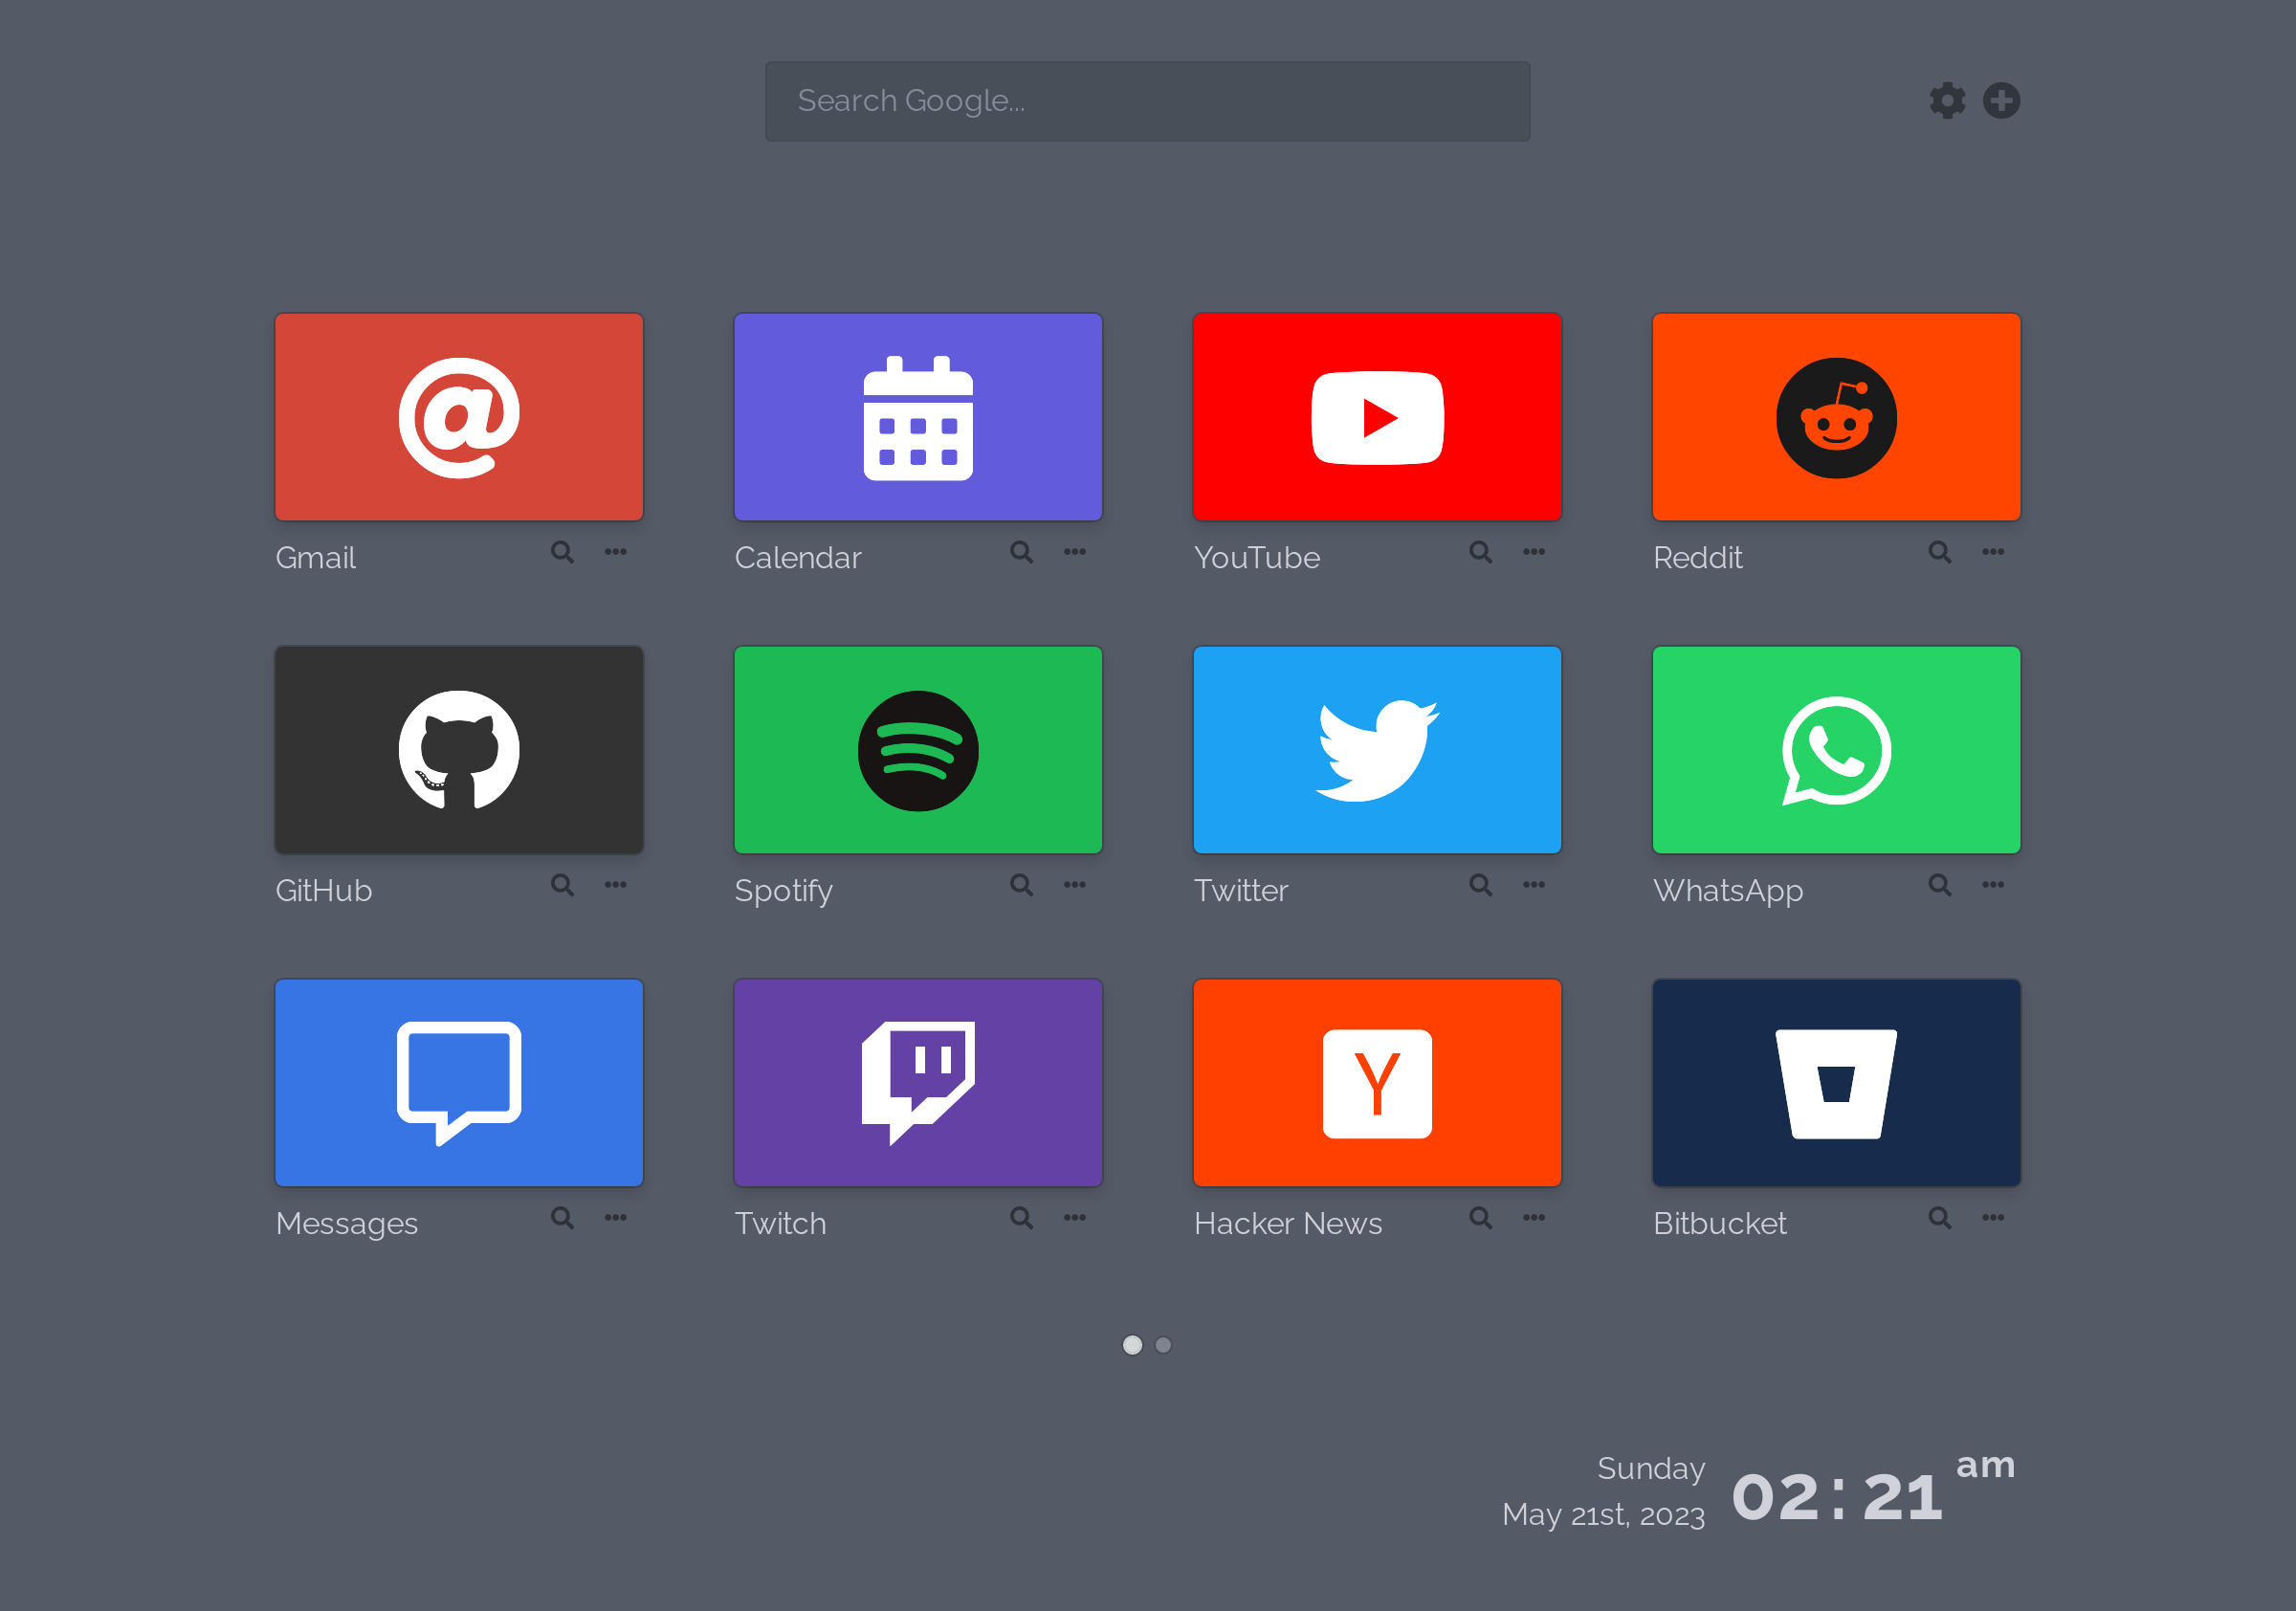 Search Google...
Gmail
Calendar
YouTube
Reddit
GitHub
Spotify
Twitter
WhatsApp
Y
Messages
Twitch
Hacker News
Bitbucket
Sunday
May 21st, 2023
02:21 am